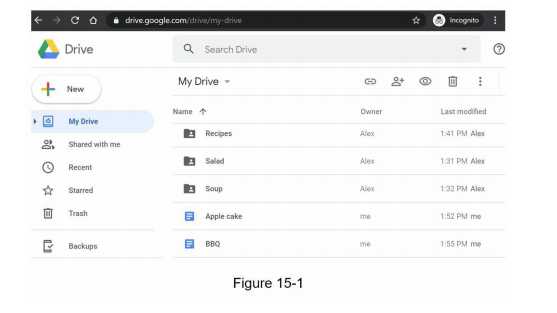 drive.google.com/drive/my-drive
Incognito
Drive
Search Drive
New
My Drive
Name
Owner
Last modified
My Drive
Recipes
Alex
1:41 PM Alex
Shared with me
Recent
Salad
Alex
1:31 PM Alex
Starred
Soup
Alex
1:32 PM Alex
Trash
Apple cake
me
1:52 PM me
Backups
BBQ
me
1:55 PM me
Figure 15-1